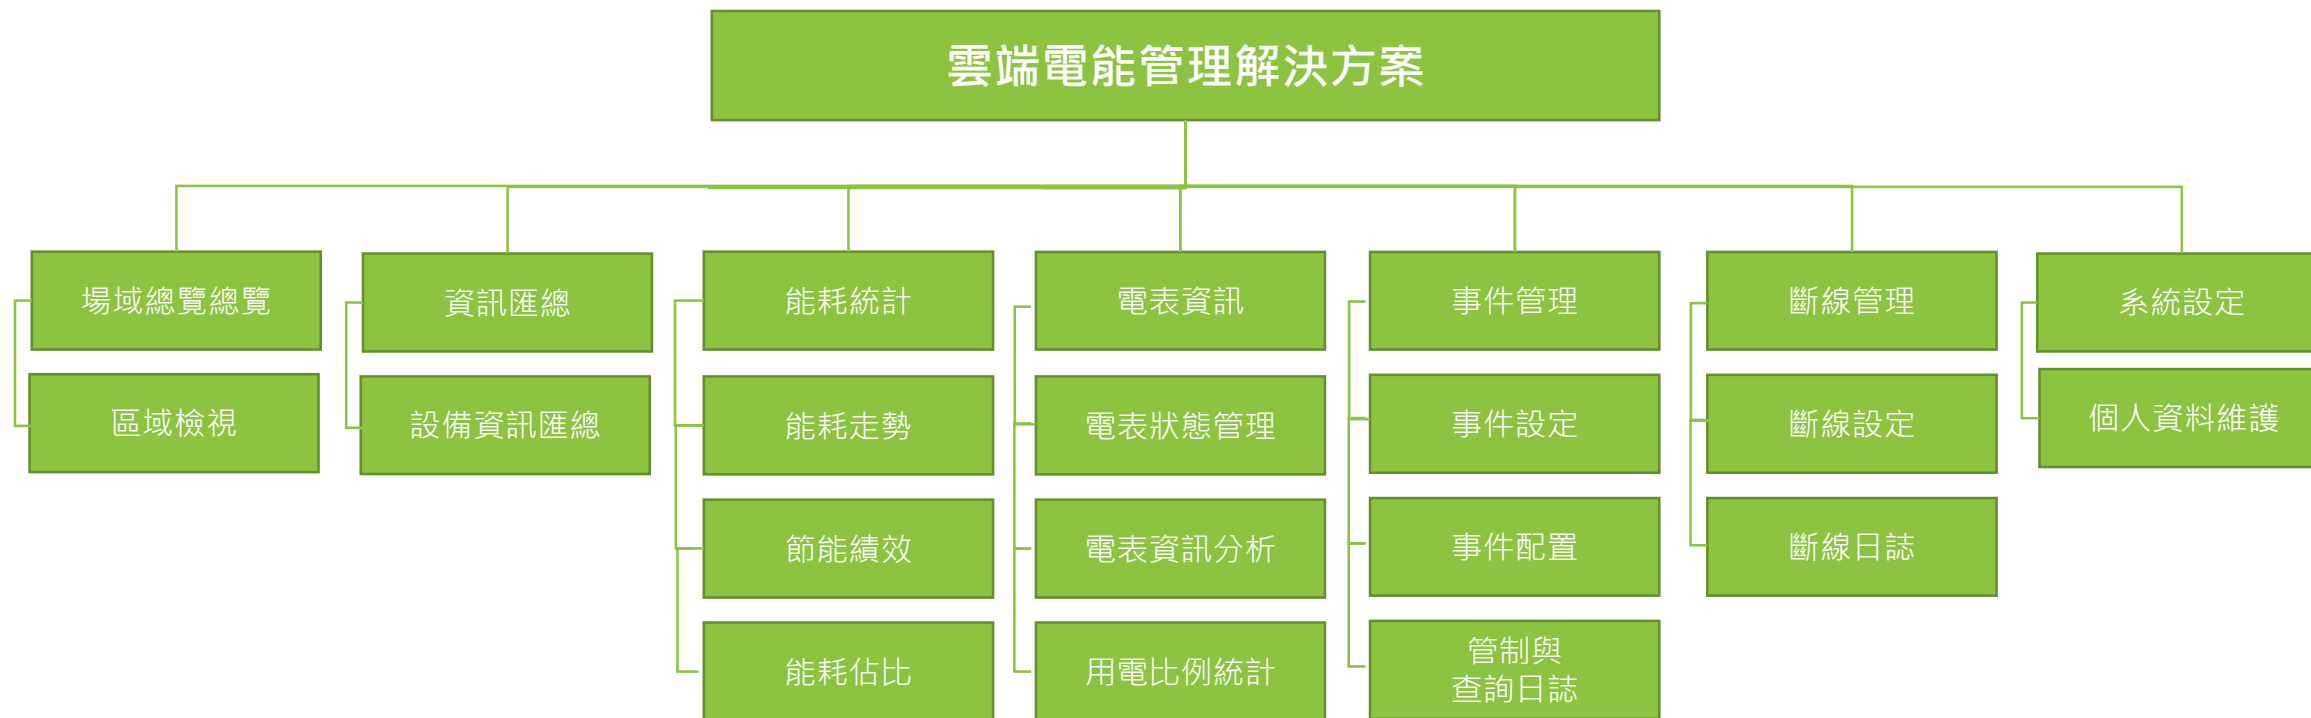 雲端電能管理解決方案
場域總覽總覽
區域檢視
資訊匯總
設備資訊匯總
能耗統計
能耗走勢
節能績效
能耗佔比
電表資訊
電表狀態管理
電表資訊分析
用電比例統計
事件管理
事件設定
事件配置
管制與
查詢日誌
斷線管理
斷線設定
斷線日誌
系統設定
個人資料維護